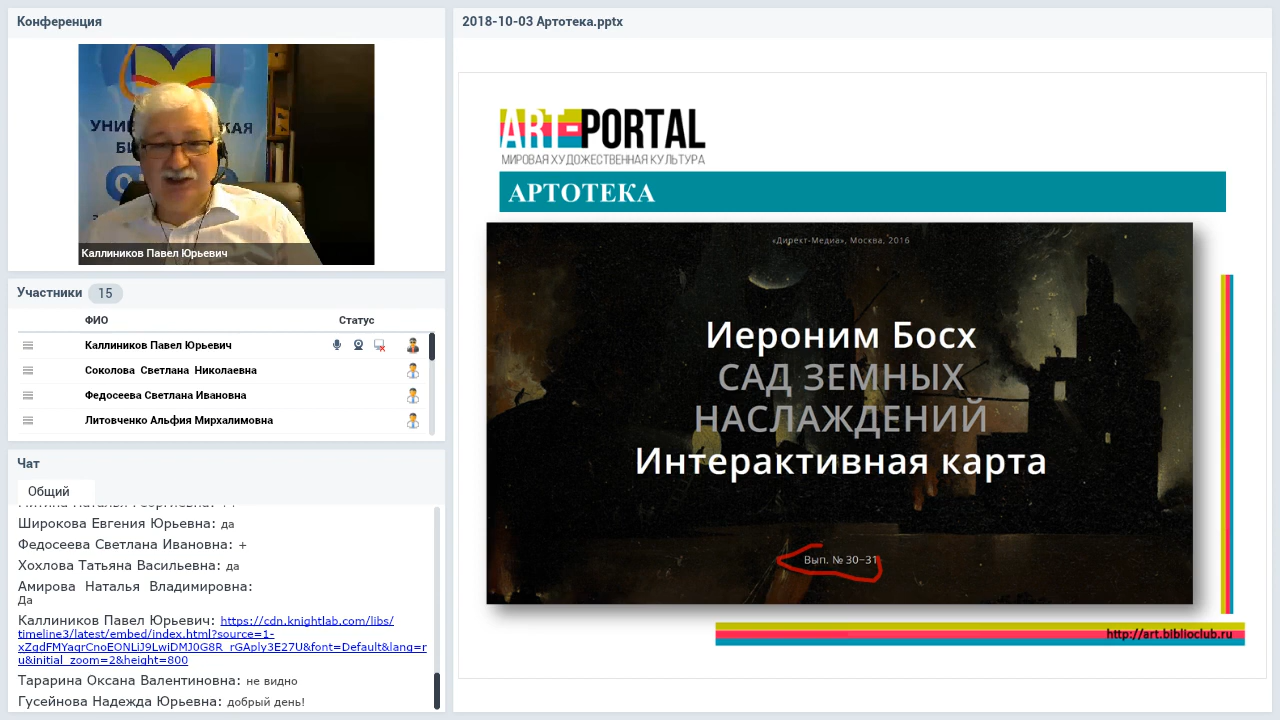 Конференция
Каллиников Павел Юрьевич
Участники 15
ФИО Статус
Каллиников Павел Юрьевич
Соколова Светлана Николаевна
Федосеева Светлана Ивановна
Литовченко Альфия Мирхалимовна
Чат
Общий
Широкова Евгения Юрьевна: да
Федосеева Светлана Ивановна: +
Хохлова Татьяна Васильевна: да
Амирова Наталья Владимировна:
Да
Каллиников Павел Юрьевич: https://cdn.knightlab.com/libs/
timeline3/latest/embed/index.html?source=1-
xZgdFMYaqrCnoEONLiJ9LwiDMJ0G8R_rGAply3E27U&font=Default&lang=r
u&initial_zoom=2&height=800
Тарарина Оксана Валентиновна: не видно
Гусейнова Надежда Юрьевна: добрый день!
2018-10-03 Артотека.pptx
ART-PORTAL
МИРОВАЯ ХУДОЖЕСТВЕННАЯ КУЛЬТУРА
АРТОТЕКА
«Директ-Медиа», Москва, 2016
Иероним Босх
САД ЗЕМНЫХ
НАСЛАЖДЕНИЙ
Интерактивная карта
Вып. № 30–31
http://art.biblioclub.ru